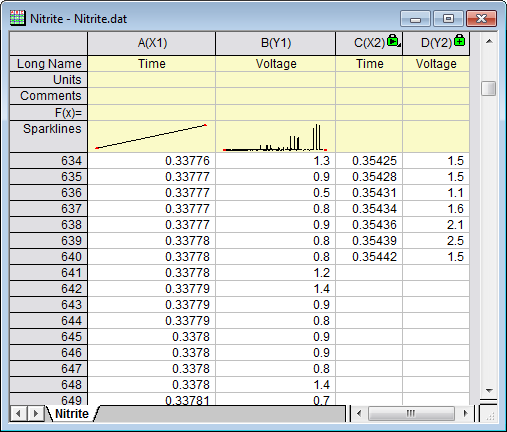 Nitrite - Nitrite.dat
A(X1) B(Y1) C(X2) D(Y2)
Long Name Time Voltage Time Voltage
Units
Comments
F(x)=
Sparklines
634 0.33776 1.3 0.35425 1.5
635 0.33777 0.9 0.35428 1.5
636 0.33777 0.5 0.35431 1.1
637 0.33777 0.8 0.35434 1.6
638 0.33777 0.9 0.35436 2.1
639 0.33778 0.8 0.35439 2.5
640 0.33778 0.8 0.35442 1.5
641 0.33778 1.2
642 0.33779 1.4
643 0.33779 0.9
644 0.33779 0.8
645 0.3378 0.9
646 0.3378 0.9
647 0.3378 0.8
648 0.3378 1.4
649 0.33781 0.7
Nitrite